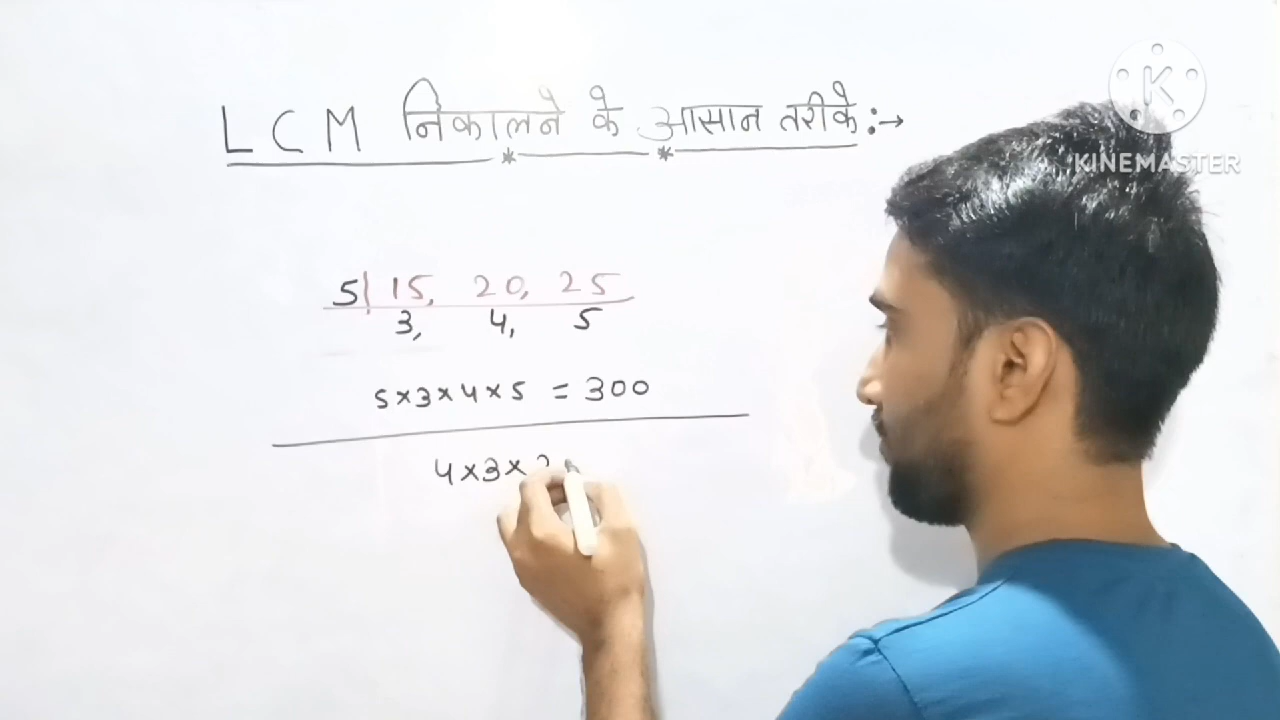 LCM निकालने के आसान तरीके :→
5| 15, 20, 25
3, 4, 5
5×3×4×5 = 300
4×3×2
K
KINEMASTER